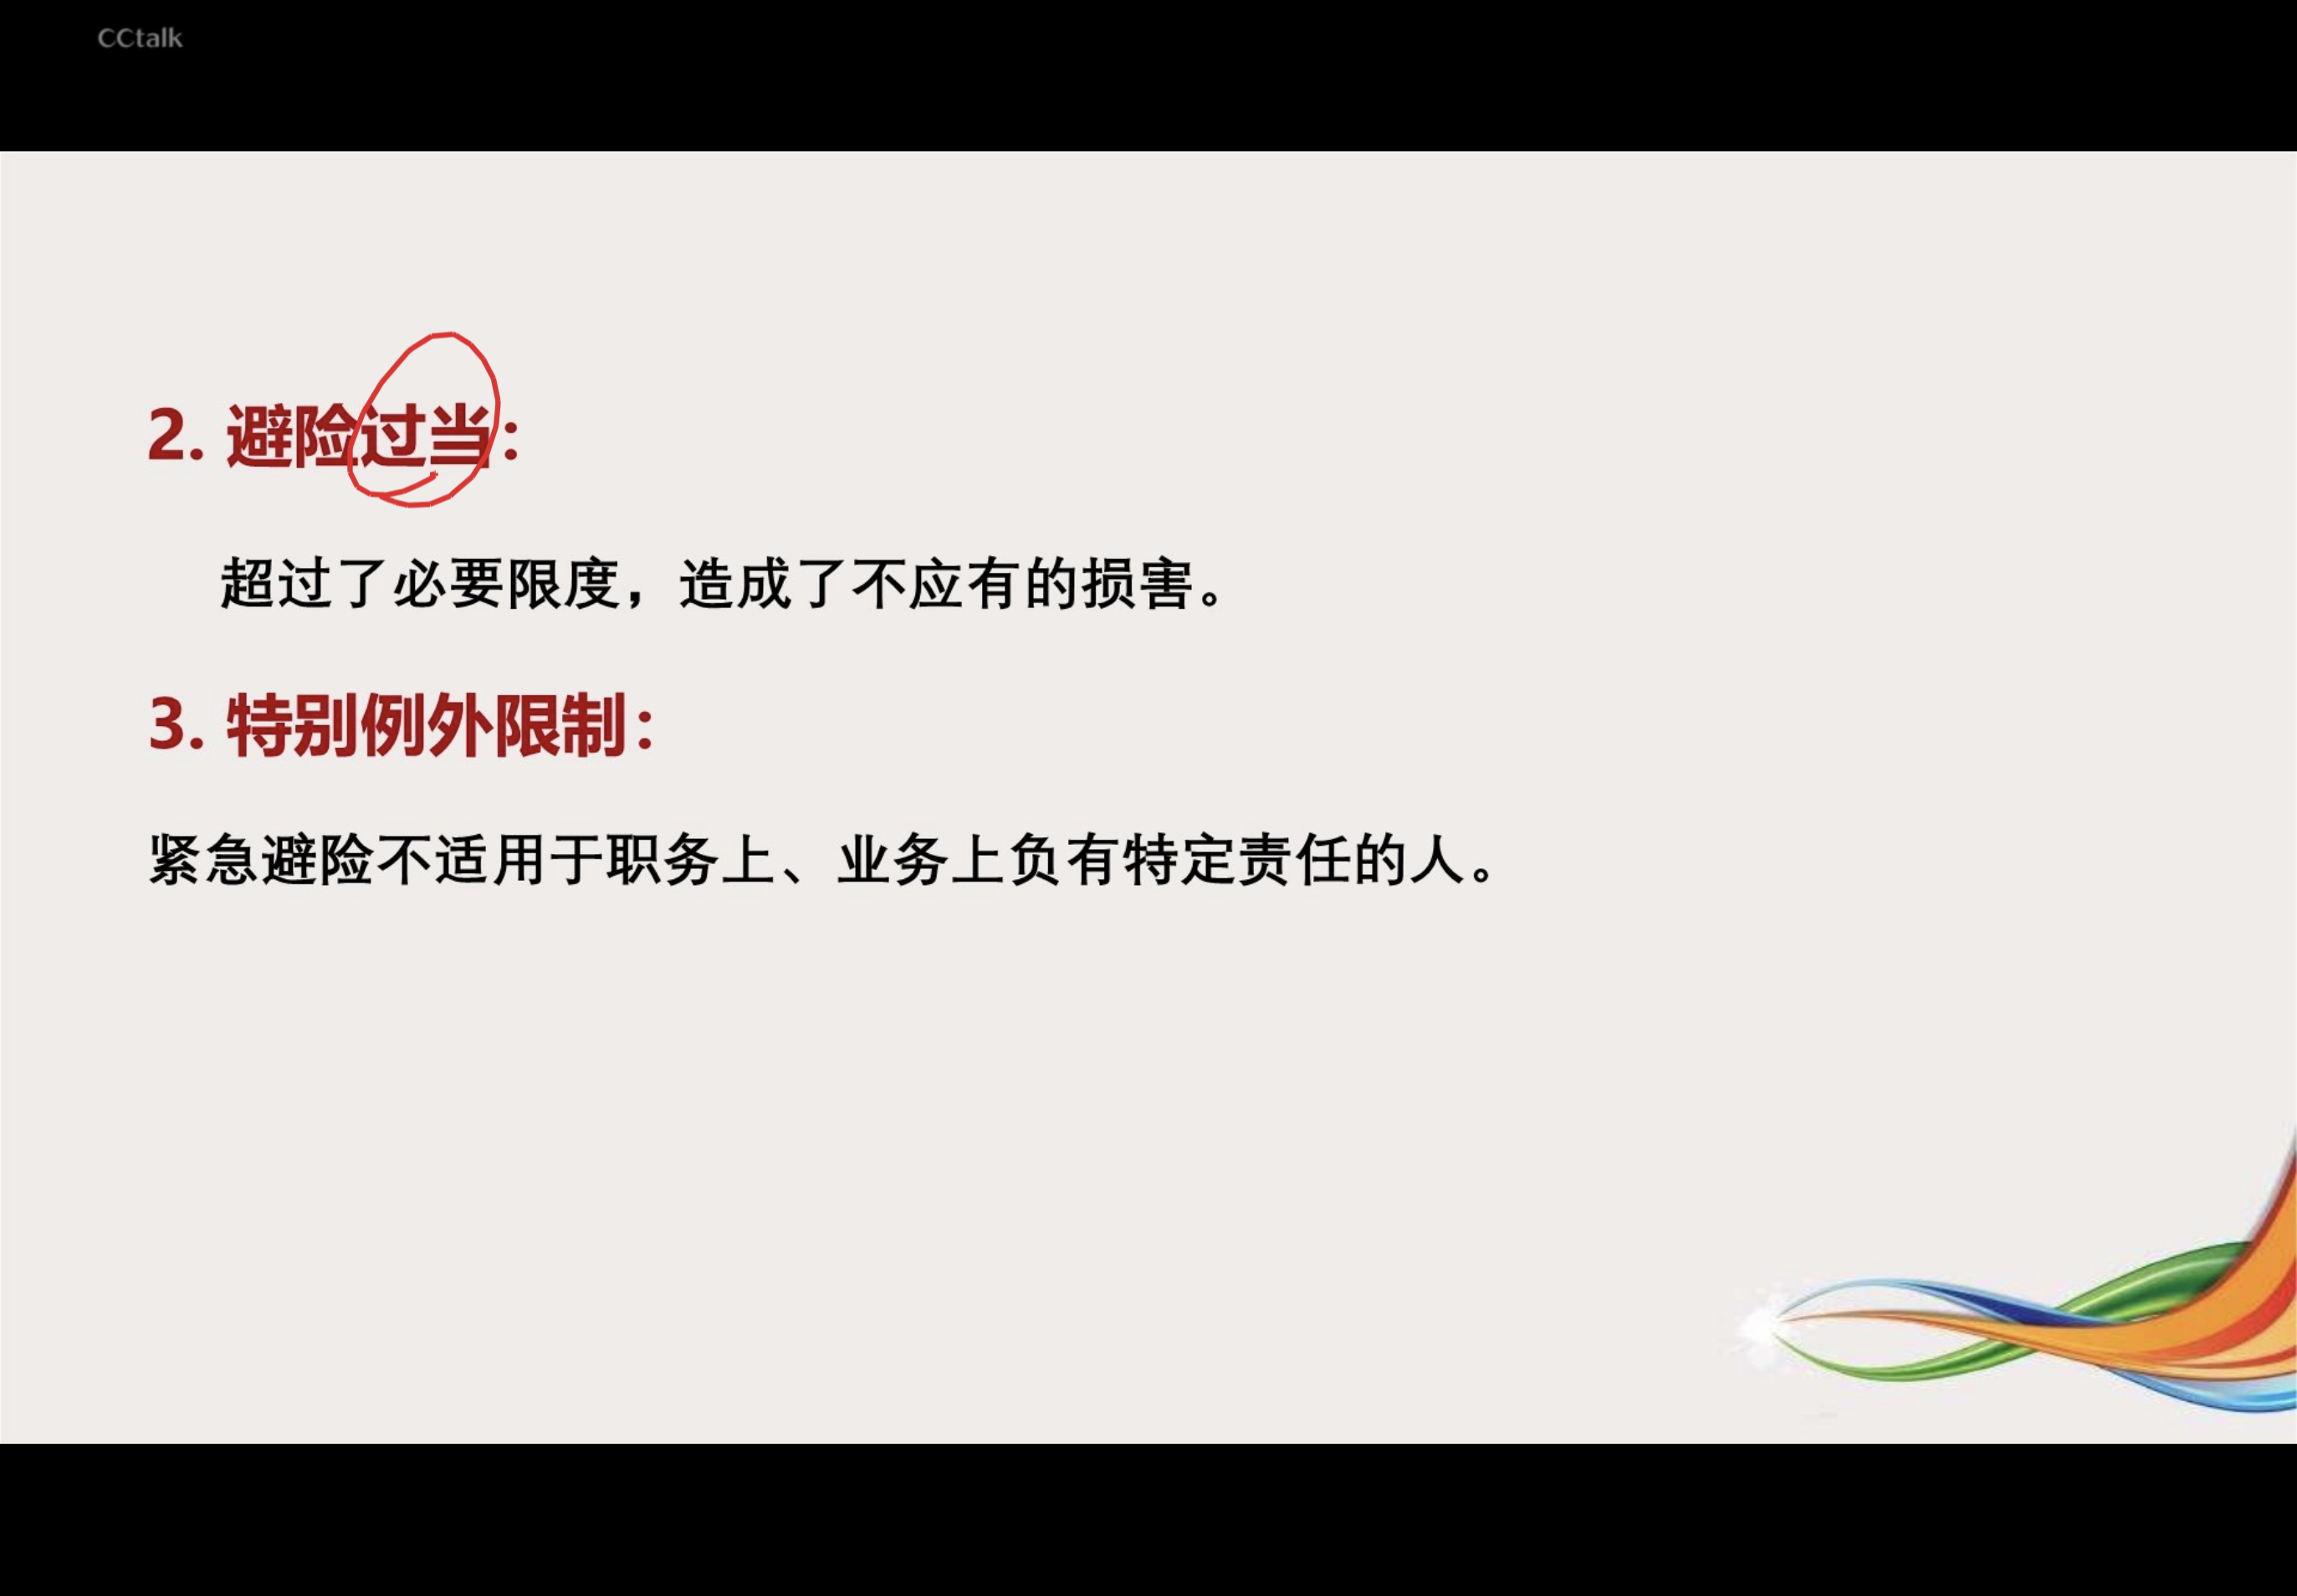 CCtalk
2. 避险过当：
超过了必要限度，造成了不应有的损害。
3. 特别例外限制：
紧急避险不适用于职务上、业务上负有特定责任的人。